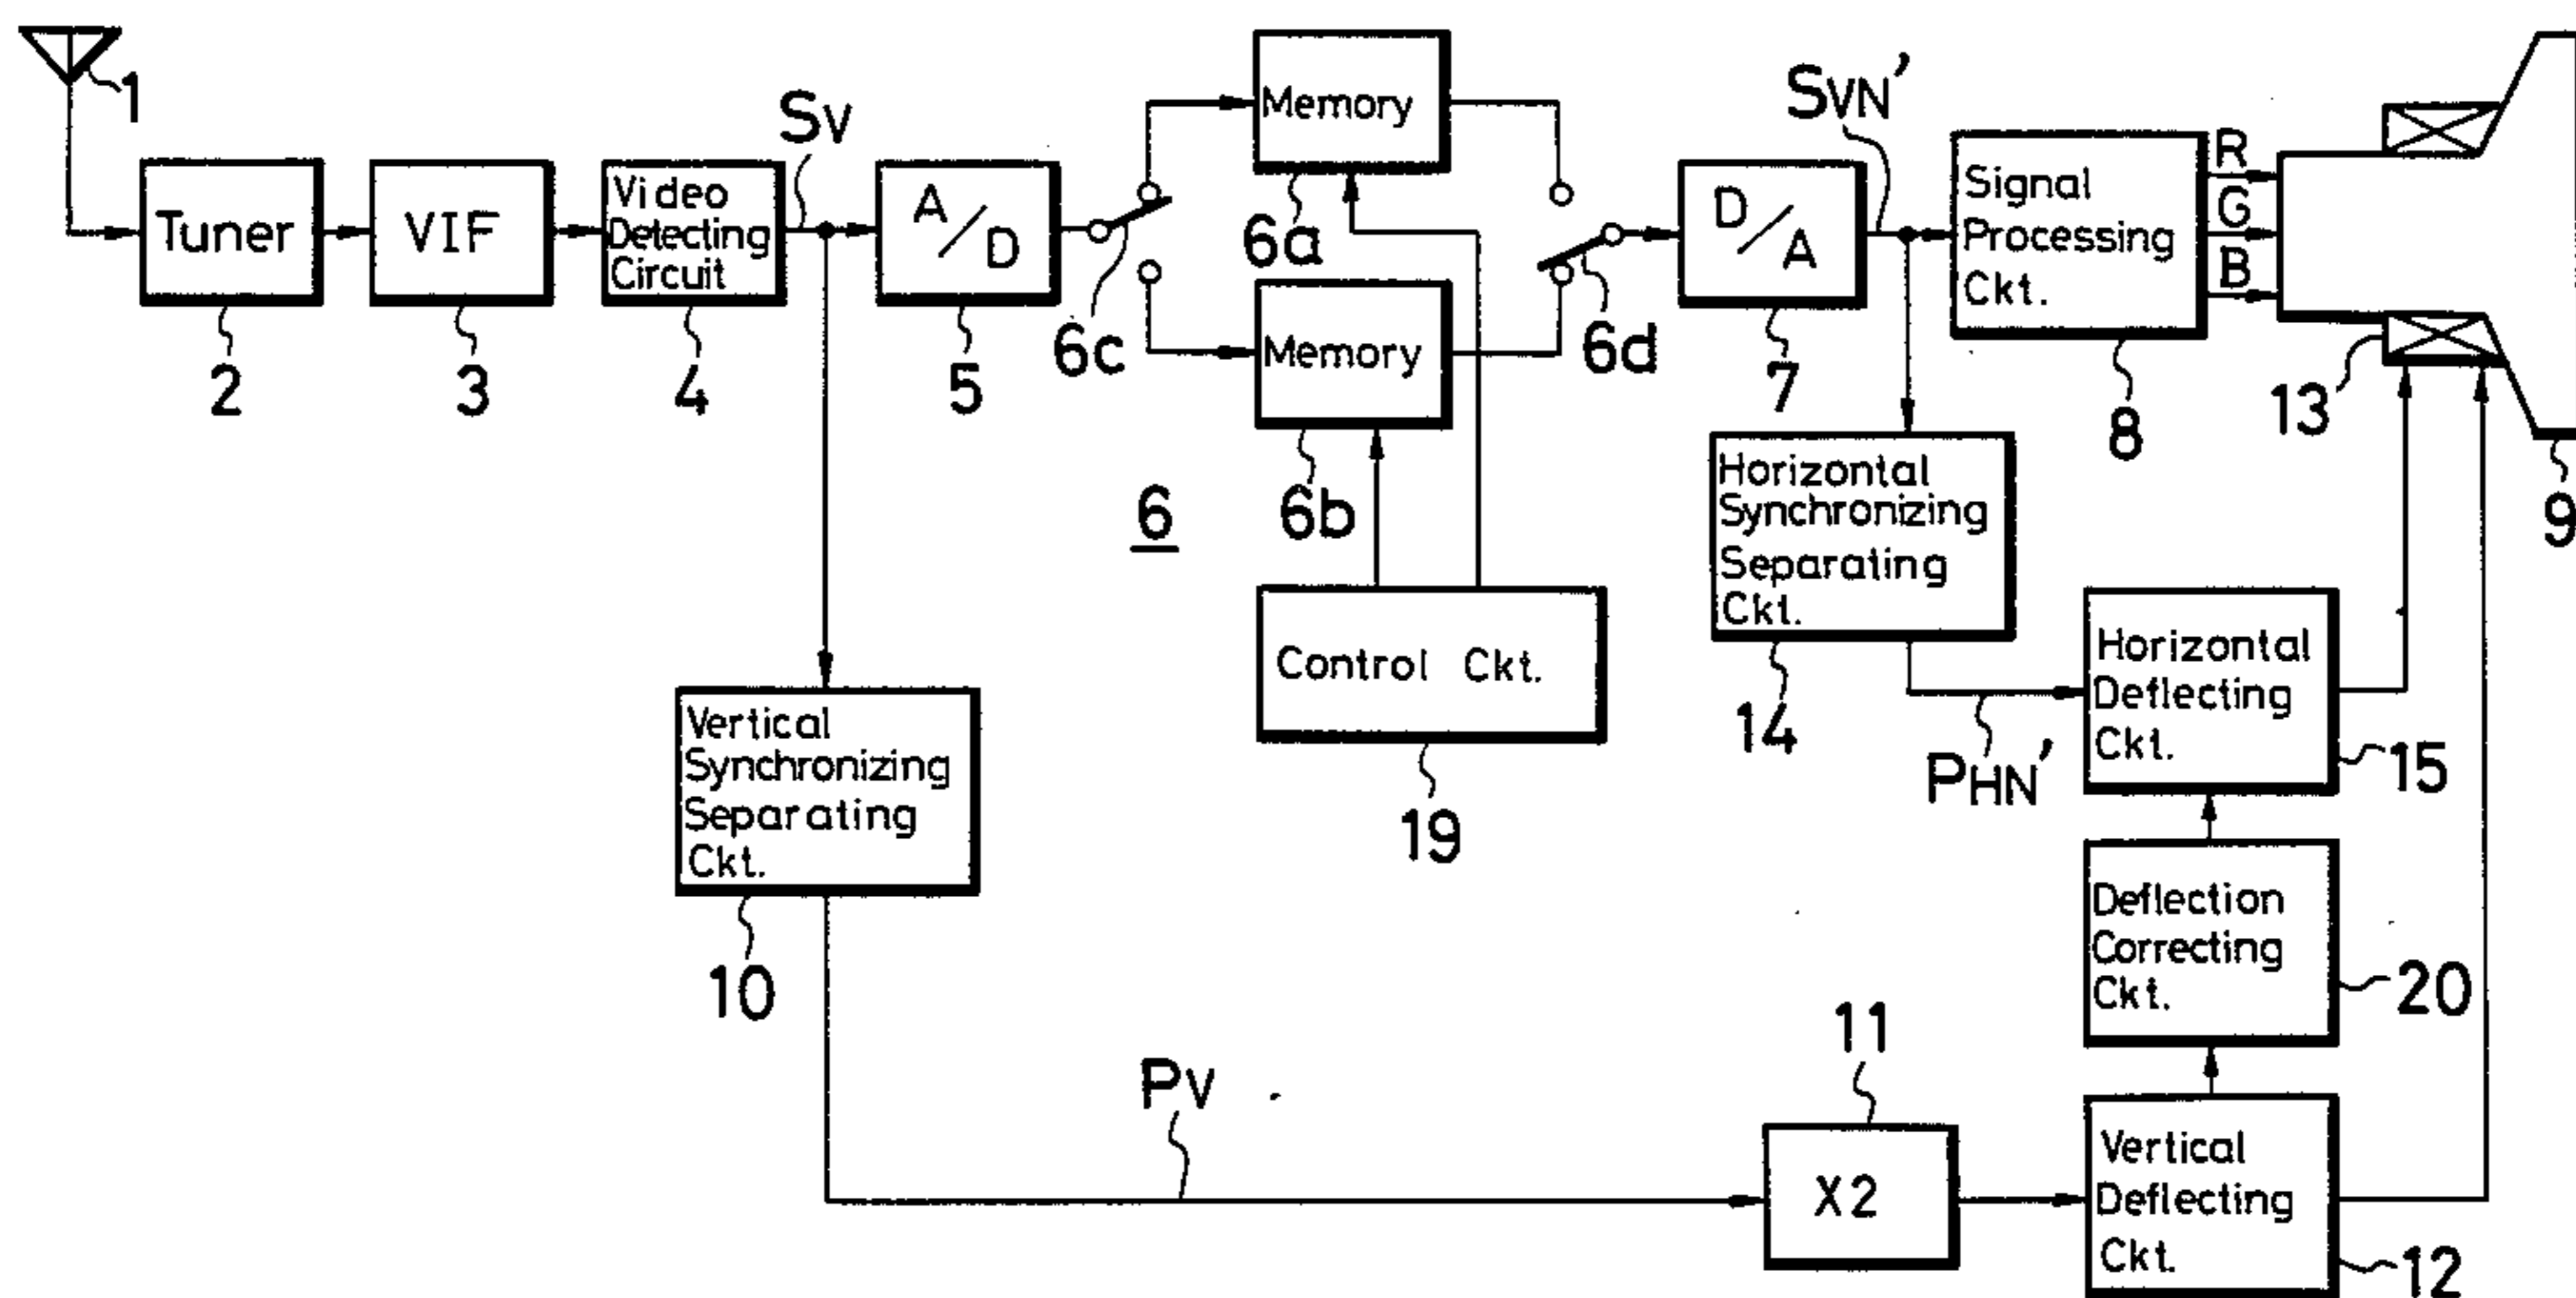 1
Tuner
2
VIF
3
Video
Detecting
Circuit
4
SV
A/D
5
6c
Memory
6a
Memory
6b
6
6d
Control Ckt.
19
D/A
7
SVN'
Signal
Processing
Ckt.
8
R
G
B
13
9
Horizontal
Synchronizing
Separating
Ckt.
14
PHN'
Horizontal
Deflecting
Ckt.
15
Deflection
Correcting
Ckt.
20
Vertical
Synchronizing
Separating
Ckt.
10
PV
11
X2
Vertical
Deflecting
Ckt.
12